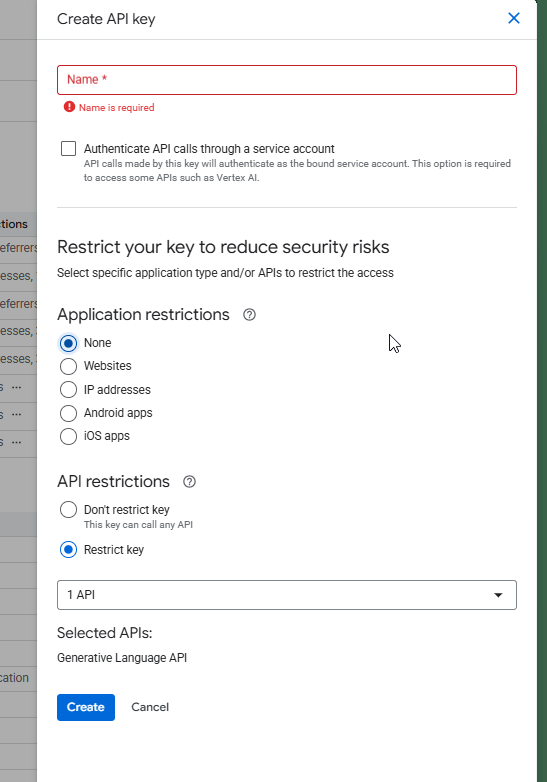 Create API key
Name *
Name is required
Authenticate API calls through a service account
API calls made by this key will authenticate as the bound service account. This option is required
to access some APIs such as Vertex AI.
tions
eferrers
esses,
eferrers
esses,
esses,
s ...
s ...
s ...
cation
Restrict your key to reduce security risks
Select specific application type and/or APIs to restrict the access
Application restrictions
None
Websites
IP addresses
Android apps
iOS apps
API restrictions
Don't restrict key
This key can call any API
Restrict key
1 API
Selected APIs:
Generative Language API
Create Cancel